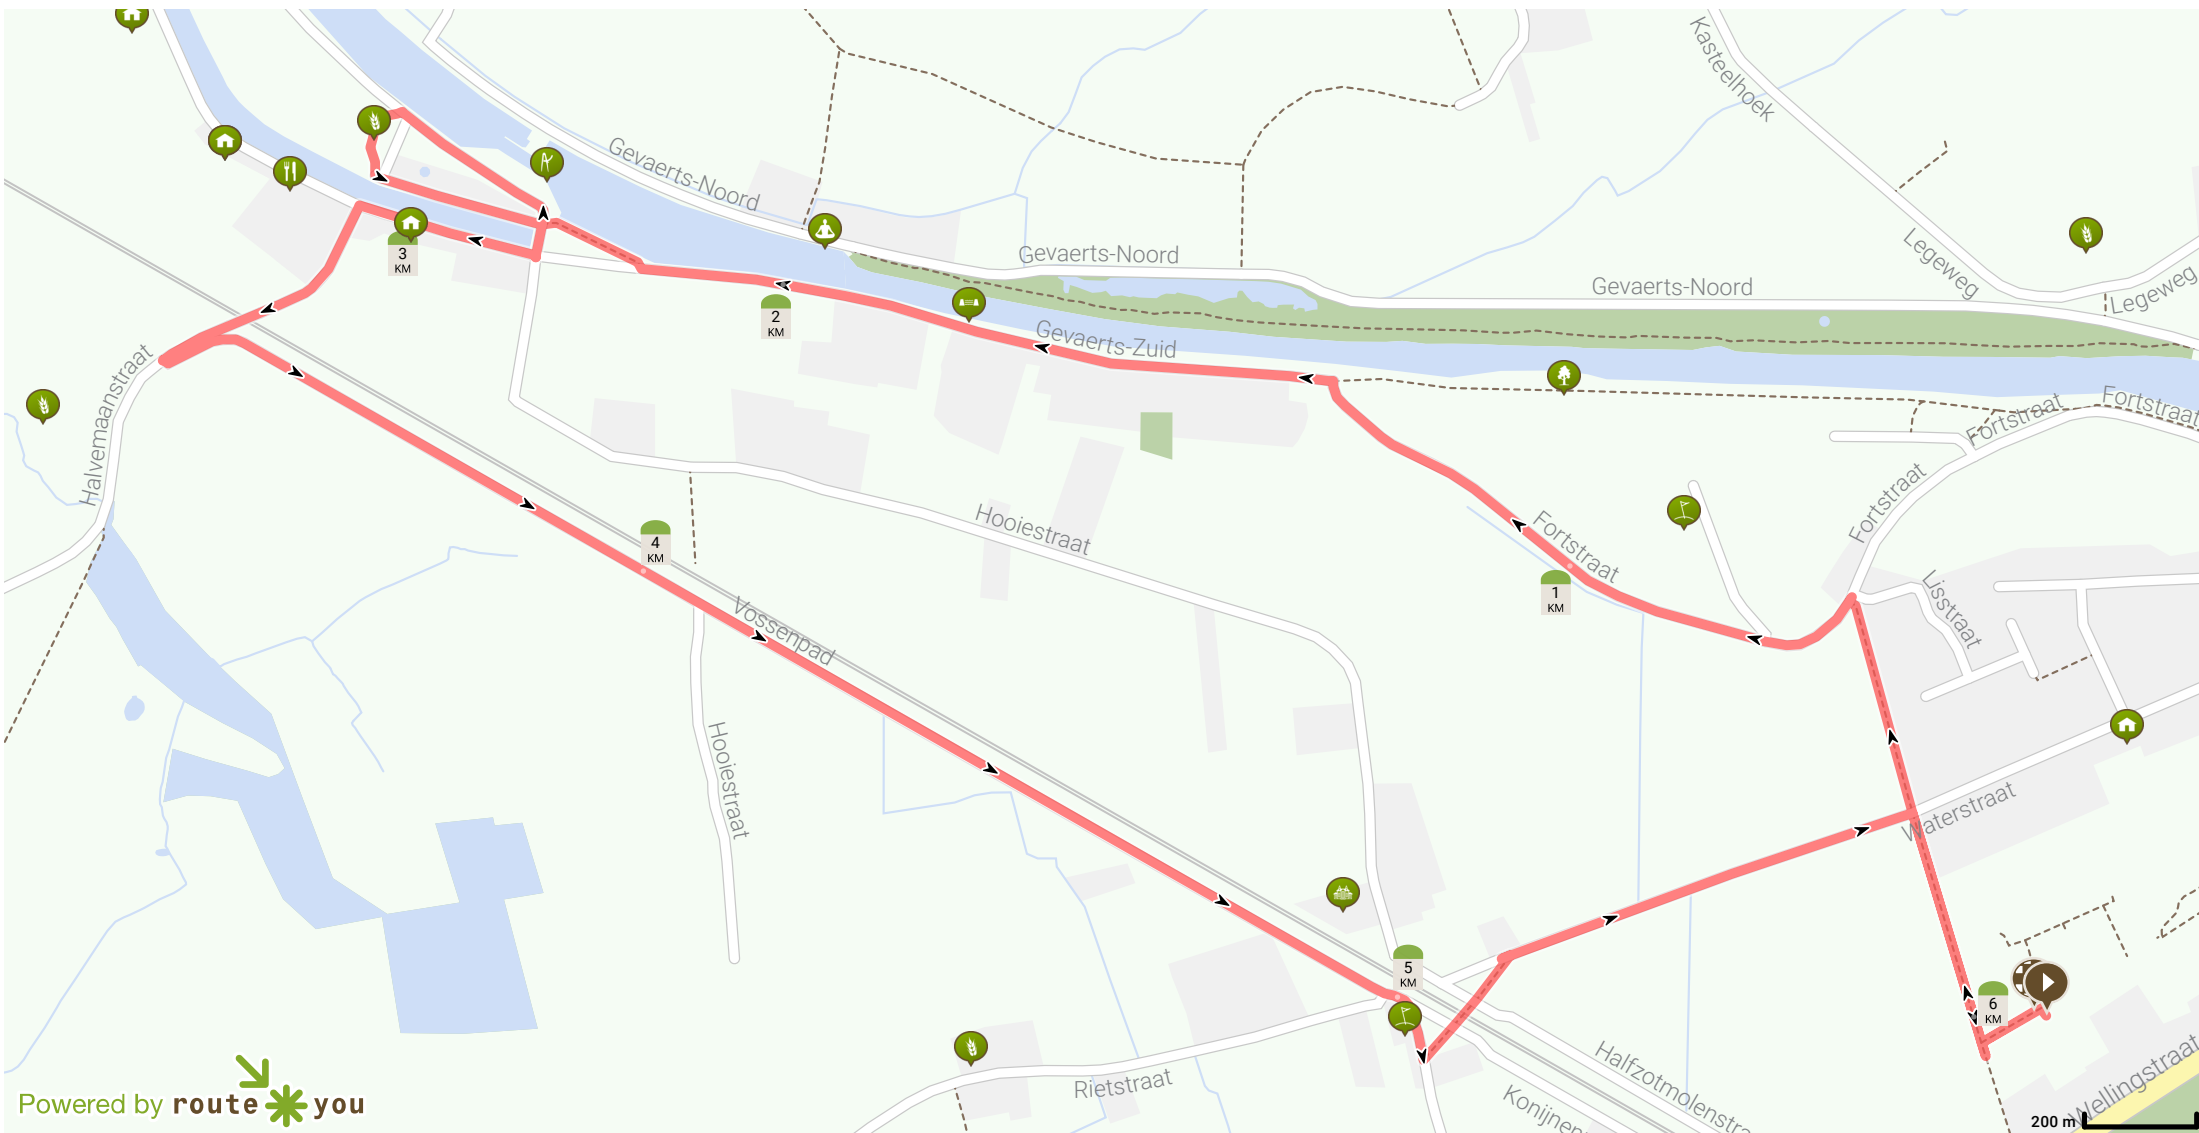 Kasteelhoek
Gevaerts-Noord
Gevaerts-Noord
Legeweg
Legeweg
Gevaerts-Noord
3
KM
2
KM
Gevaerts-Zuid
Halvemaanstraat
Fortstraat
Fortstraat
Fortstraat
Hooiestraat
Fortstraat
4
KM
1
KM
Lisstraat
Vossenpad
Hooiestraat
Waterstraat
5
KM
6
KM
Rietstraat
Halfzotmolenstra
Konijnen
Wellingstraat
Powered by route you
200 m